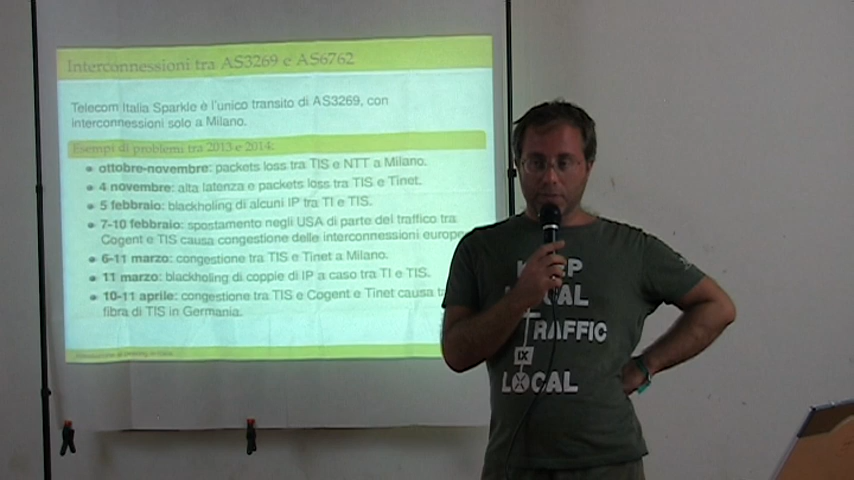 Interconnessioni tra AS3269 e AS6762
Telecom Italia Sparkle è l'unico transito di AS3269, con
interconnessioni solo a Milano.
Esempi di problemi tra 2013 e 2014:
ottobre-novembre: packets loss tra TIS e NTT a Milano.
4 novembre: alta latenza e packets loss tra TIS e Tinet.
5 febbraio: blackholing di alcuni IP tra TI e TIS.
7-10 febbraio: spostamento negli USA di parte del traffico tra
Cogent e TIS causa congestione delle interconnessioni europe
6-11 marzo: congestione tra TIS e Tinet a Milano.
11 marzo: blackholing di coppie di IP a caso tra TI e TIS.
10-11 aprile: congestione tra TIS e Cogent e Tinet causa
fibra di TIS in Germania.
KEEP
LOCAL
TRAFFIC
IX
LOCAL